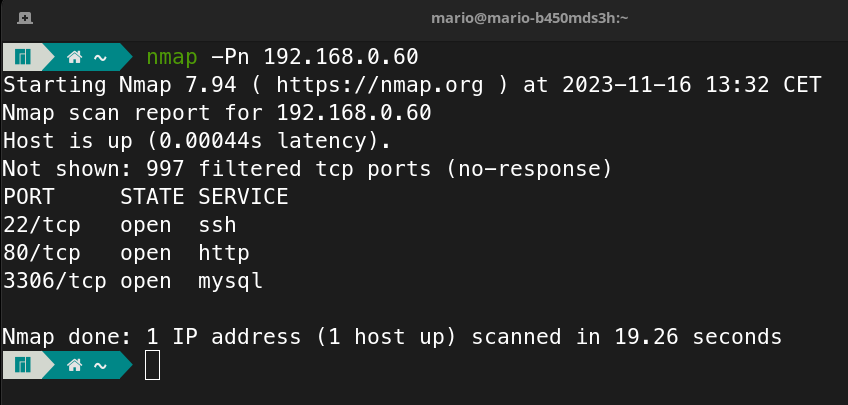 mario@mario-b450mds3h:~
~ nmap -Pn 192.168.0.60
Starting Nmap 7.94 ( https://nmap.org ) at 2023-11-16 13:32 CET
Nmap scan report for 192.168.0.60
Host is up (0.00044s latency).
Not shown: 997 filtered tcp ports (no-response)
PORT     STATE SERVICE
22/tcp   open  ssh
80/tcp   open  http
3306/tcp open  mysql
Nmap done: 1 IP address (1 host up) scanned in 19.26 seconds
~